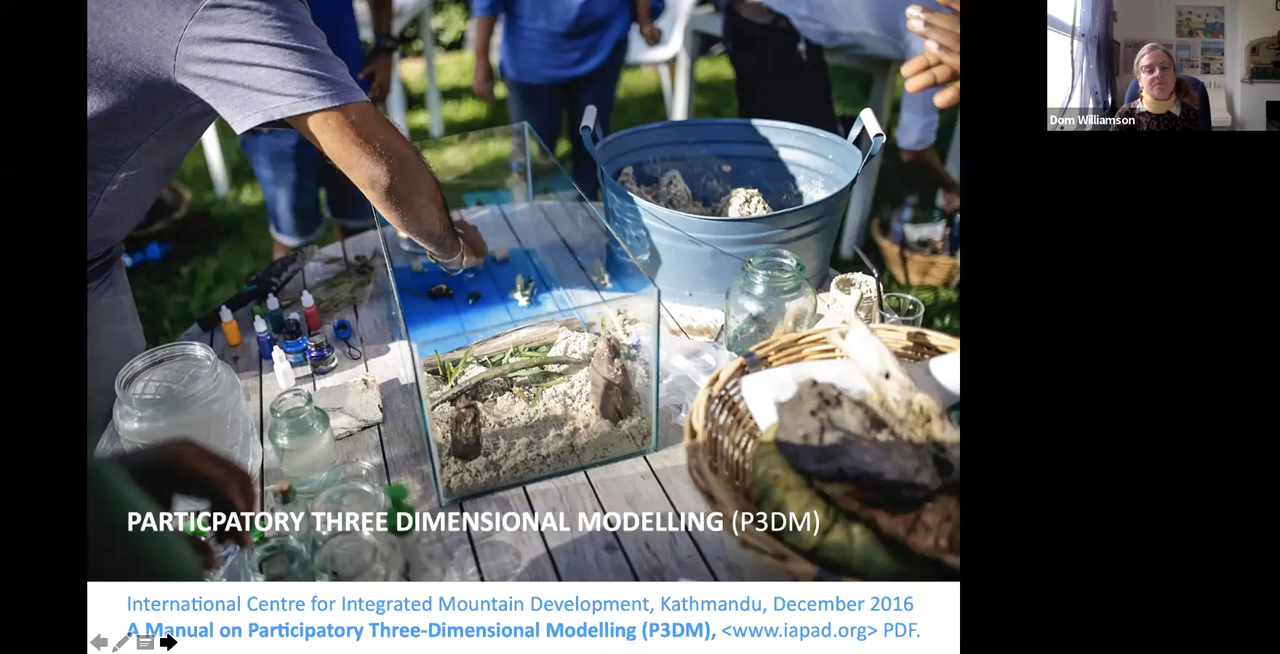 Dom Williamson
PARTICPATORY THREE DIMENSIONAL MODELLING (P3DM)
International Centre for Integrated Mountain Development, Kathmandu, December 2016
A Manual on Participatory Three-Dimensional Modelling (P3DM), <www.iapad.org> PDF.